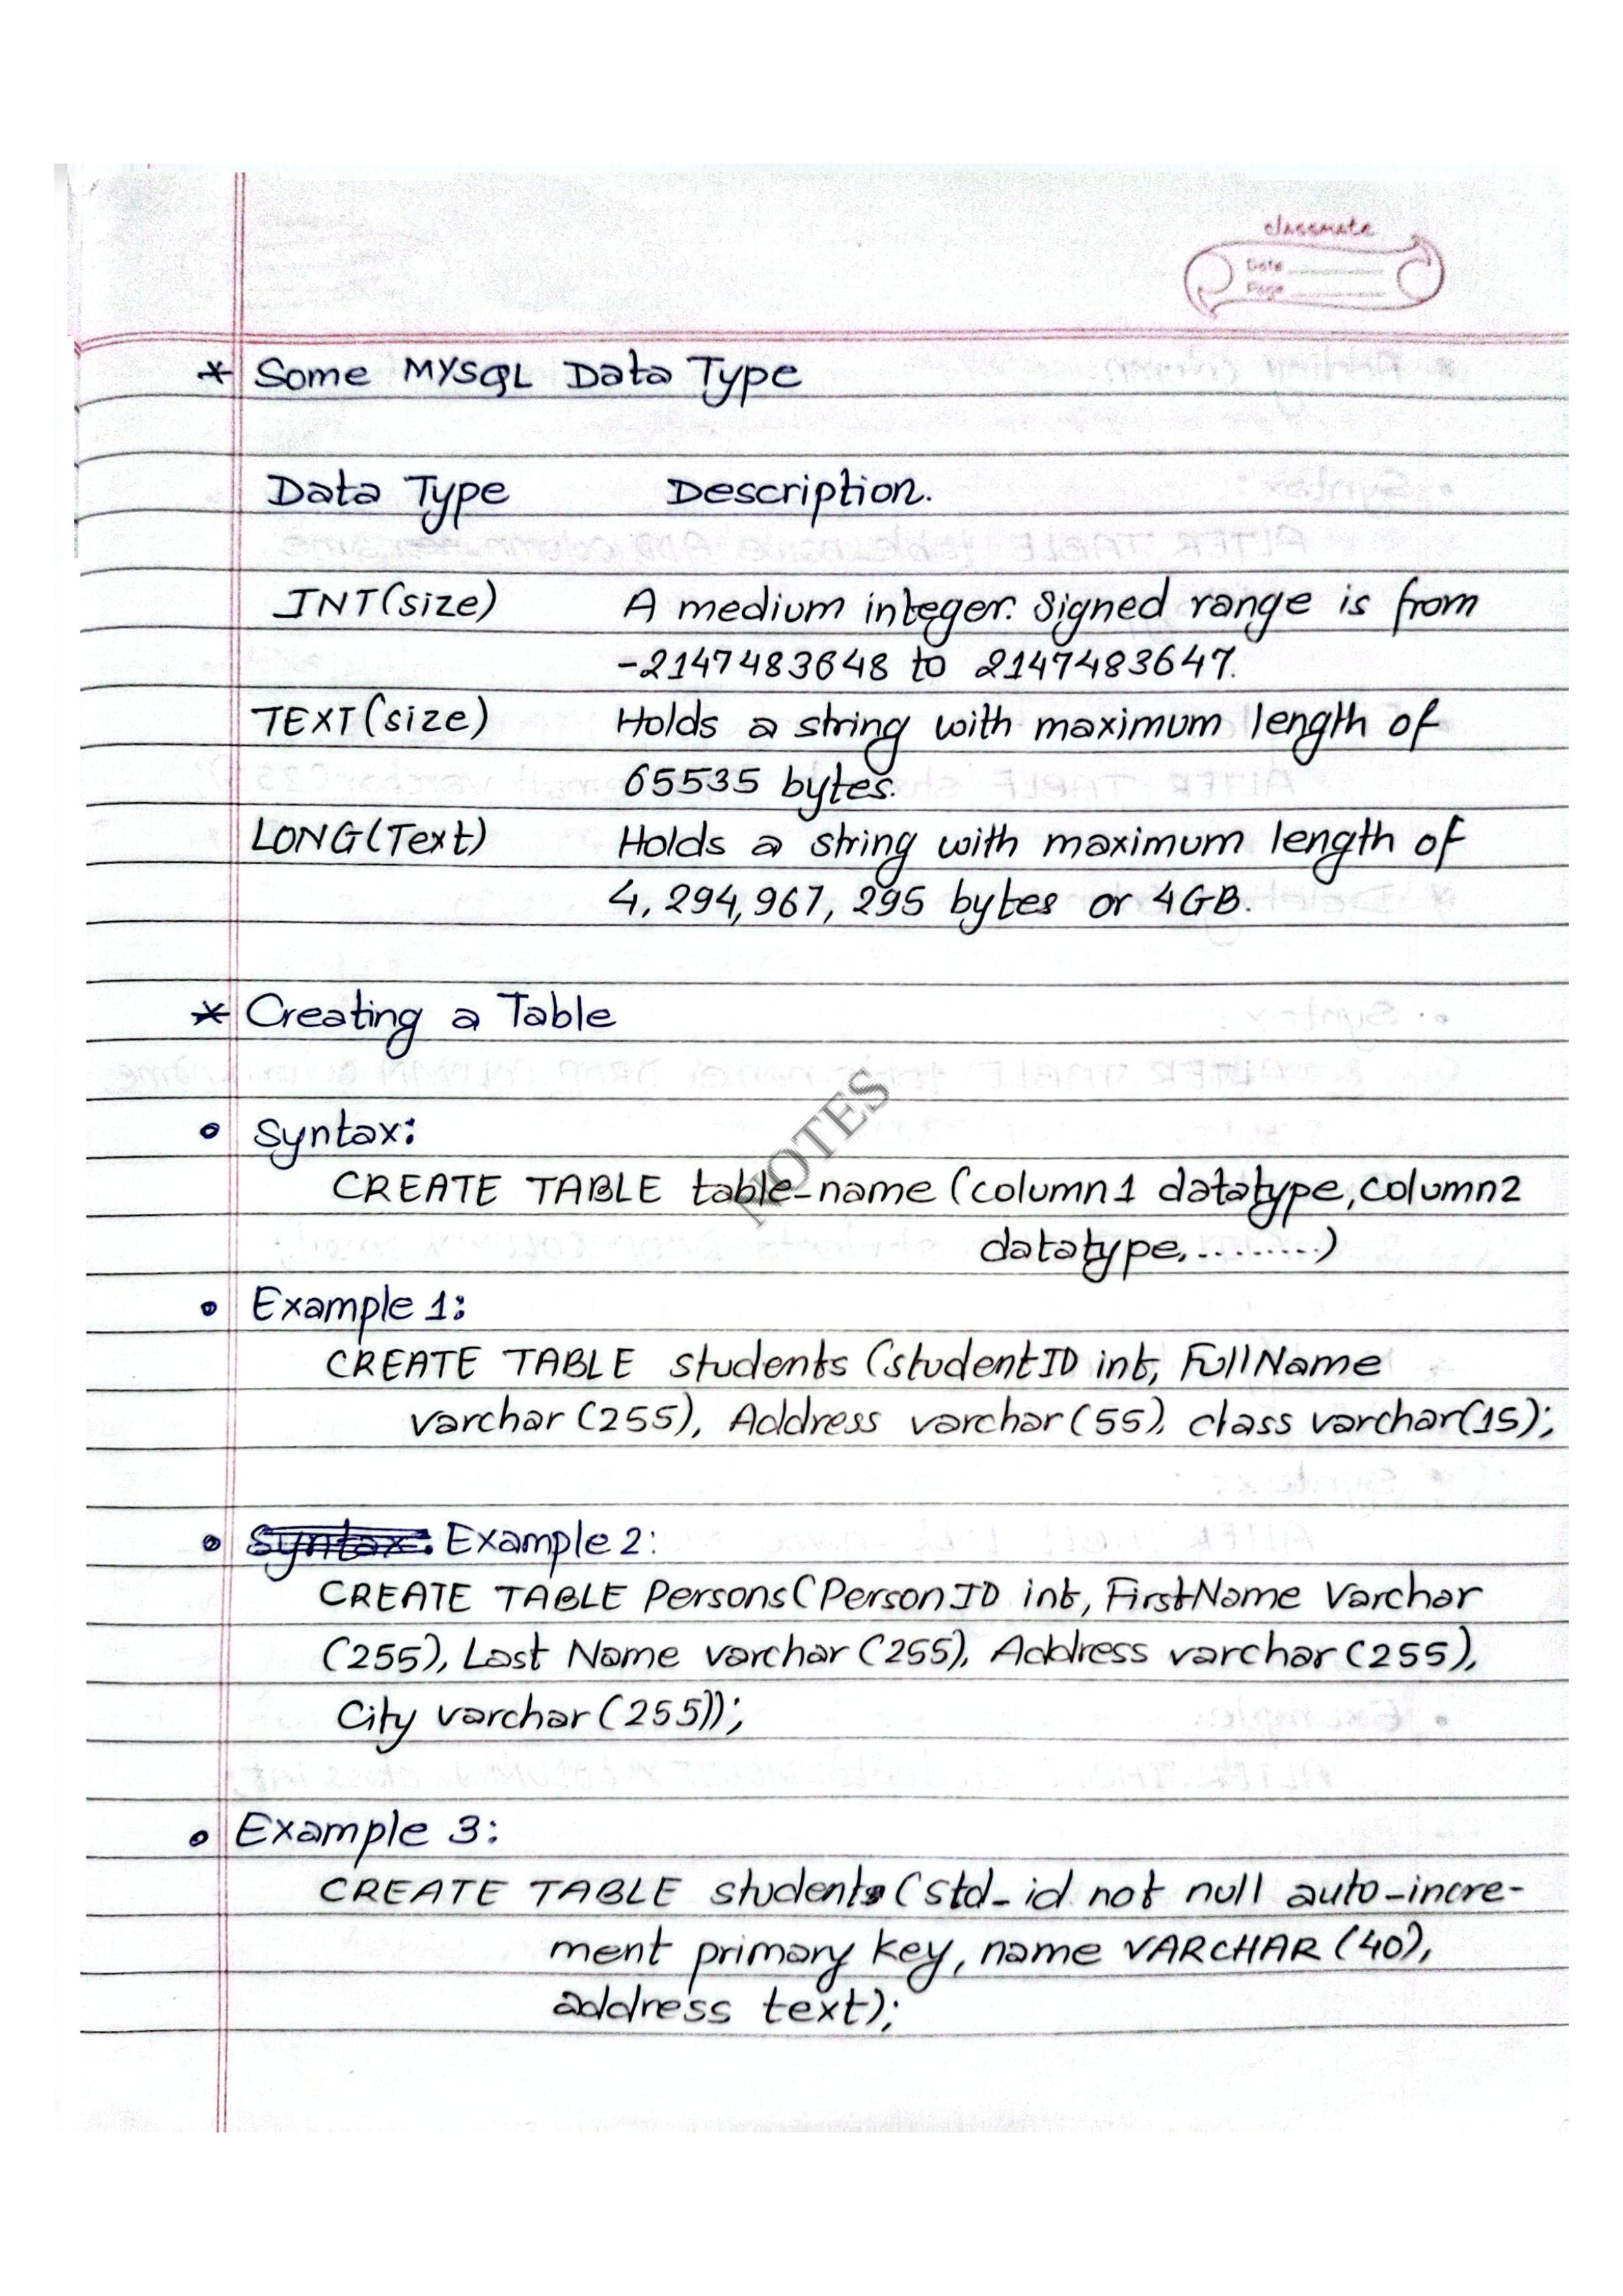 classmate
Date
Page
* Some MYSQL Data Type
Data Type Description.
INT(size) A medium integer. Signed range is from
-2147483648 to 2147483647.
TEXT(size) Holds a string with maximum length of
65535 bytes.
LONG(Text) Holds a string with maximum length of
4,294,967,295 bytes or 4GB.
* Creating a Table
• Syntax:
CREATE TABLE table-name (column1 datatype, column2
datatype, ........)
NOTES
• Example 1:
CREATE TABLE students (studentID int, FullName
varchar (255), Address varchar (55), class varchar(15);
• Syntax: Example 2:
CREATE TABLE Persons (PersonID int, FirstName Varchar
(255), Last Name varchar (255), Address varchar (255),
City varchar (255));
• Example 3:
CREATE TABLE students (std_id not null auto-incre-
ment primary key, name VARCHAR (40),
address text);